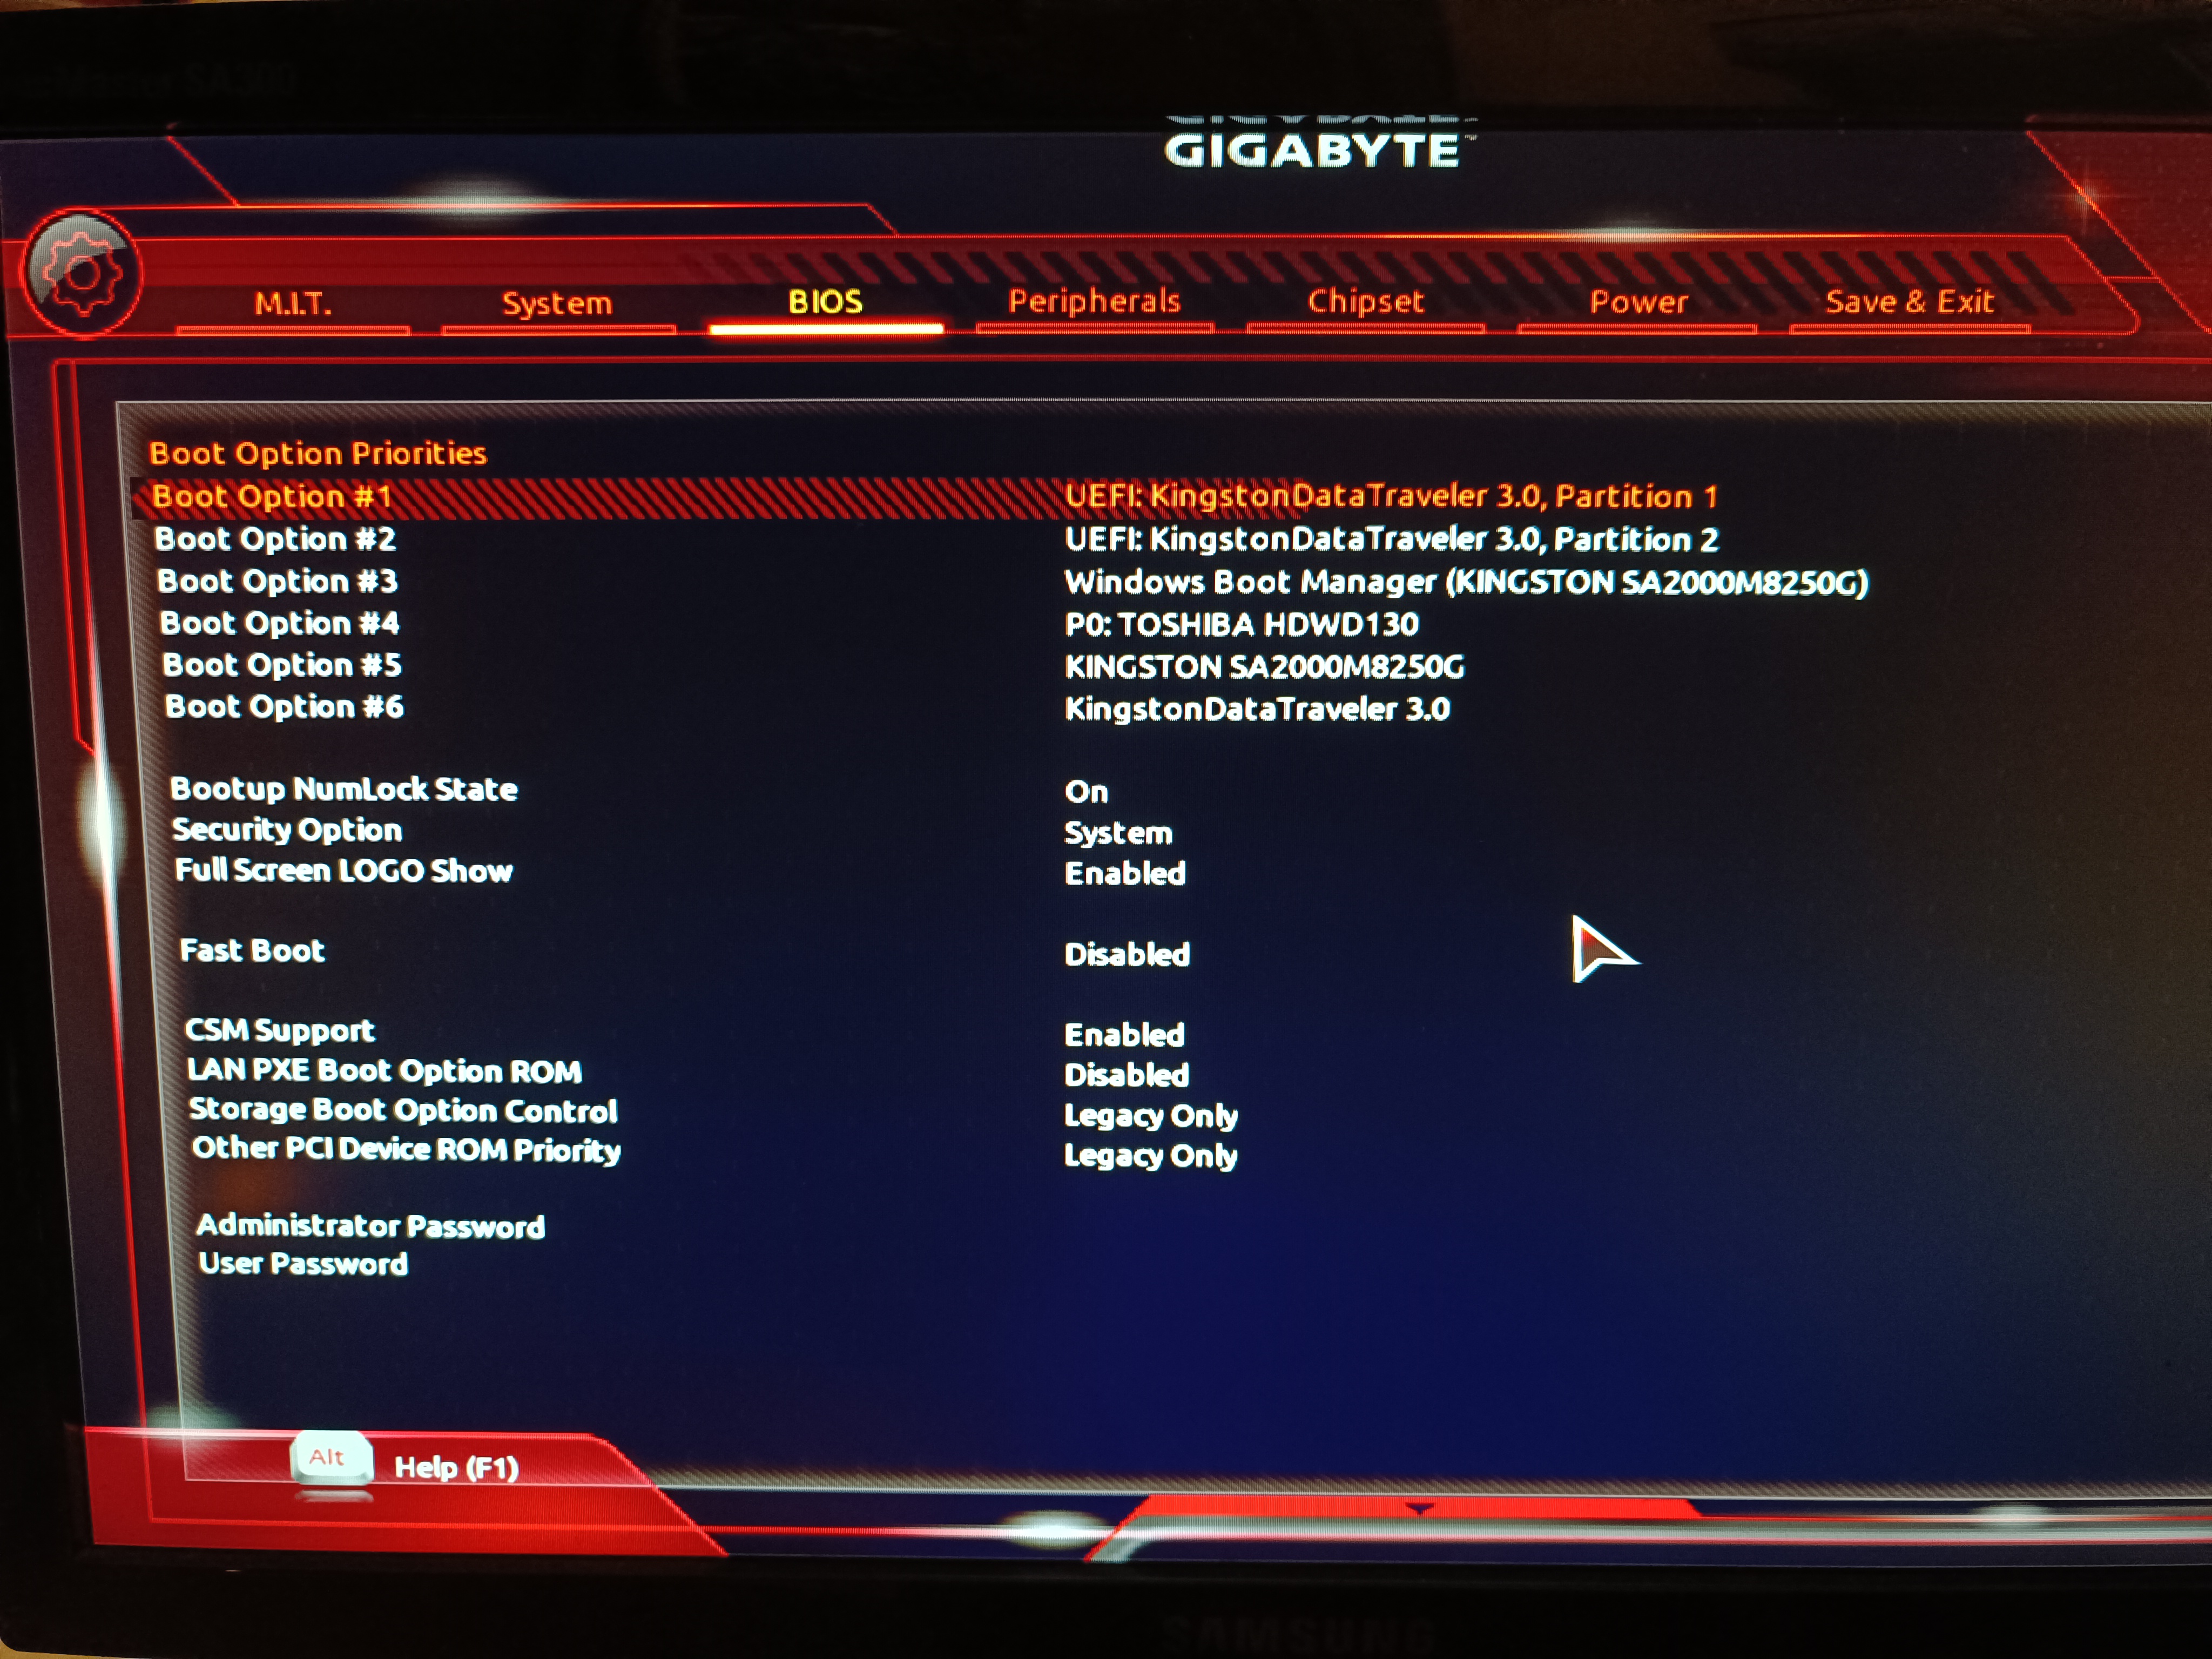 SA300
GIGABYTE™
M.I.T. System BIOS Peripherals Chipset Power Save & Exit
Boot Option Priorities
Boot Option #1 UEFI: KingstonDataTraveler 3.0, Partition 1
Boot Option #2 UEFI: KingstonDataTraveler 3.0, Partition 2
Boot Option #3 Windows Boot Manager (KINGSTON SA2000M8250G)
Boot Option #4 P0: TOSHIBA HDWD130
Boot Option #5 KINGSTON SA2000M8250G
Boot Option #6 KingstonDataTraveler 3.0
Bootup NumLock State On
Security Option System
Full Screen LOGO Show Enabled
Fast Boot Disabled
CSM Support Enabled
LAN PXE Boot Option ROM Disabled
Storage Boot Option Control Legacy Only
Other PCI Device ROM Priority Legacy Only
Administrator Password
User Password
Alt Help (F1)
SAMSUNG